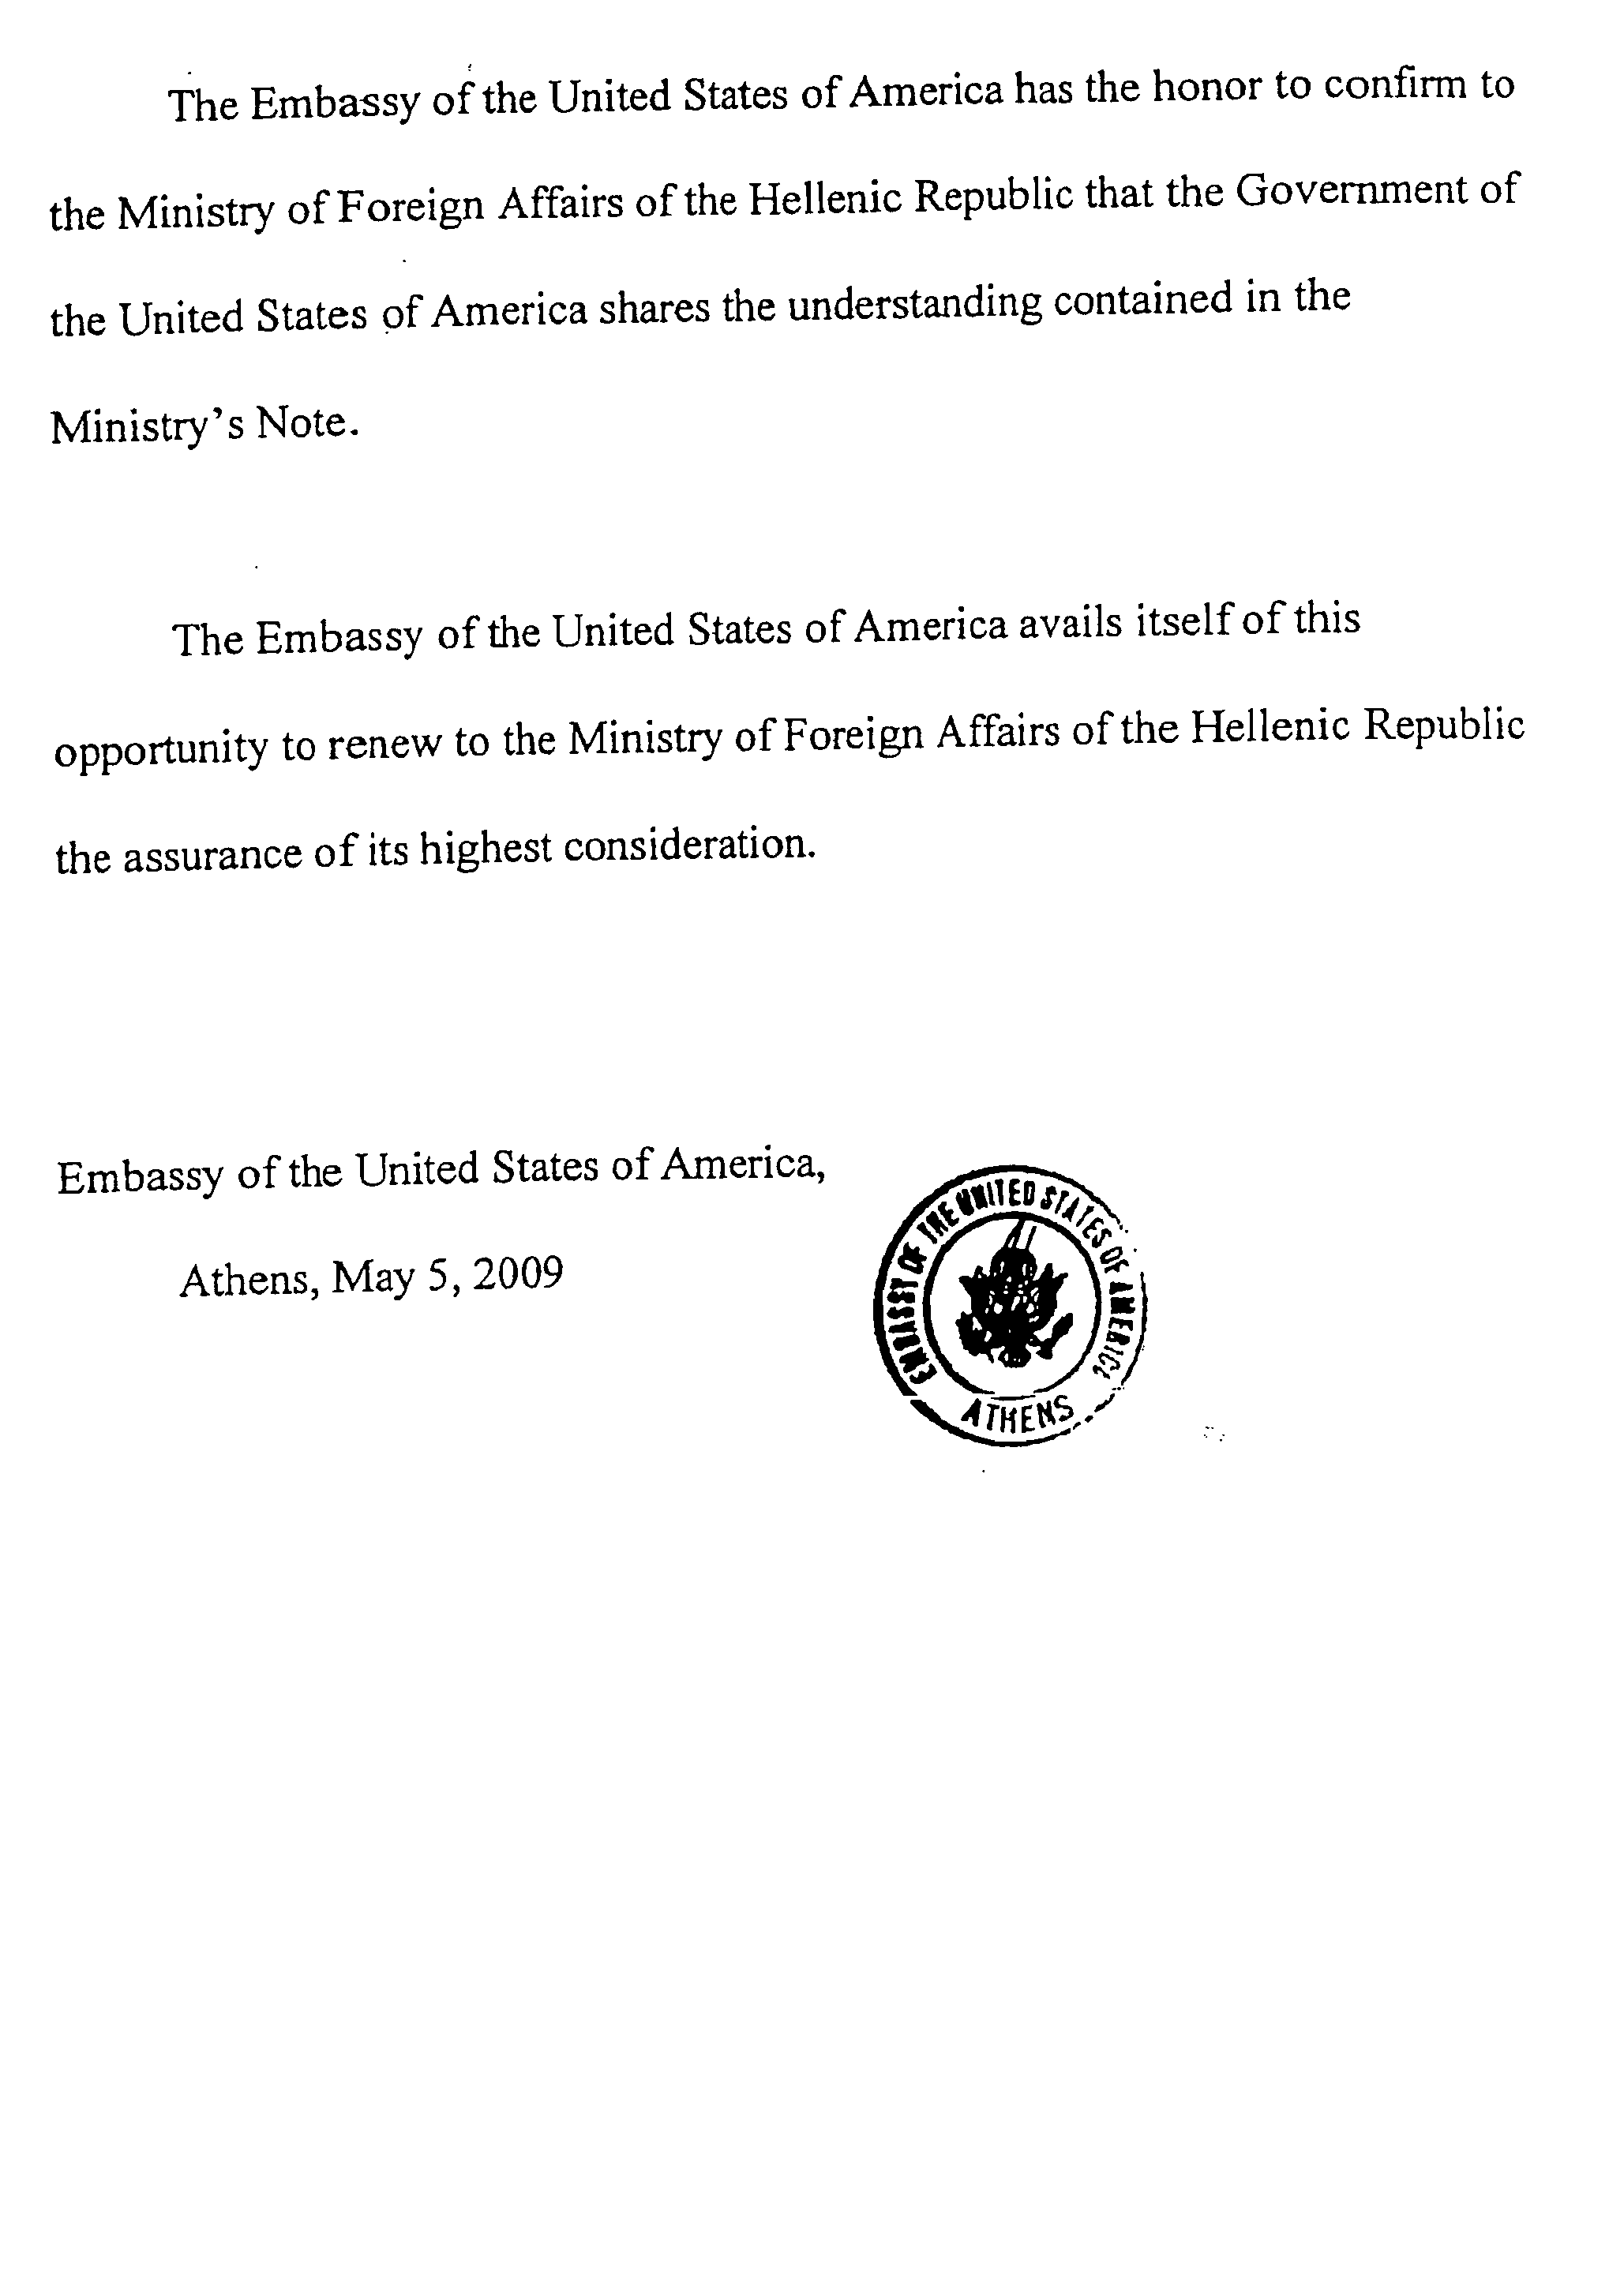 The Embassy of the United States of America has the honor to confirm to
the Ministry of Foreign Affairs of the Hellenic Republic that the Government of
the United States of America shares the understanding contained in the
Ministry's Note.
The Embassy of the United States of America avails itself of this
opportunity to renew to the Ministry of Foreign Affairs of the Hellenic Republic
the assurance of its highest consideration.
Embassy of the United States of America,
Athens, May 5, 2009
EMBASSY OF THE UNITED STATES OF AMERICA
ATHENS